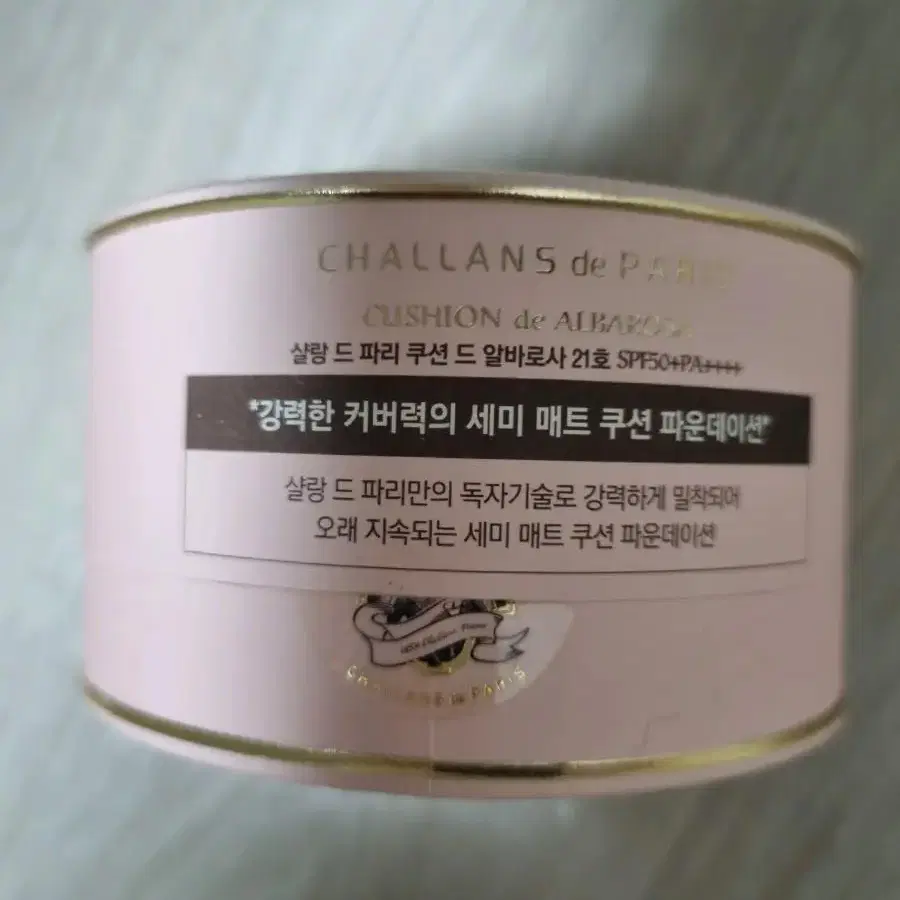 CHALLANS de PARIS
CUSHION de ALBAROSA
샬랑 드 파리 쿠션 드 알바로사 21호 SPF50+PA++++
"강력한 커버력의 세미 매트 쿠션 파운데이션"
샬랑 드 파리만의 독자기술로 강력하게 밀착되어
오래 지속되는 세미 매트 쿠션 파운데이션
CHALLANS de PARIS